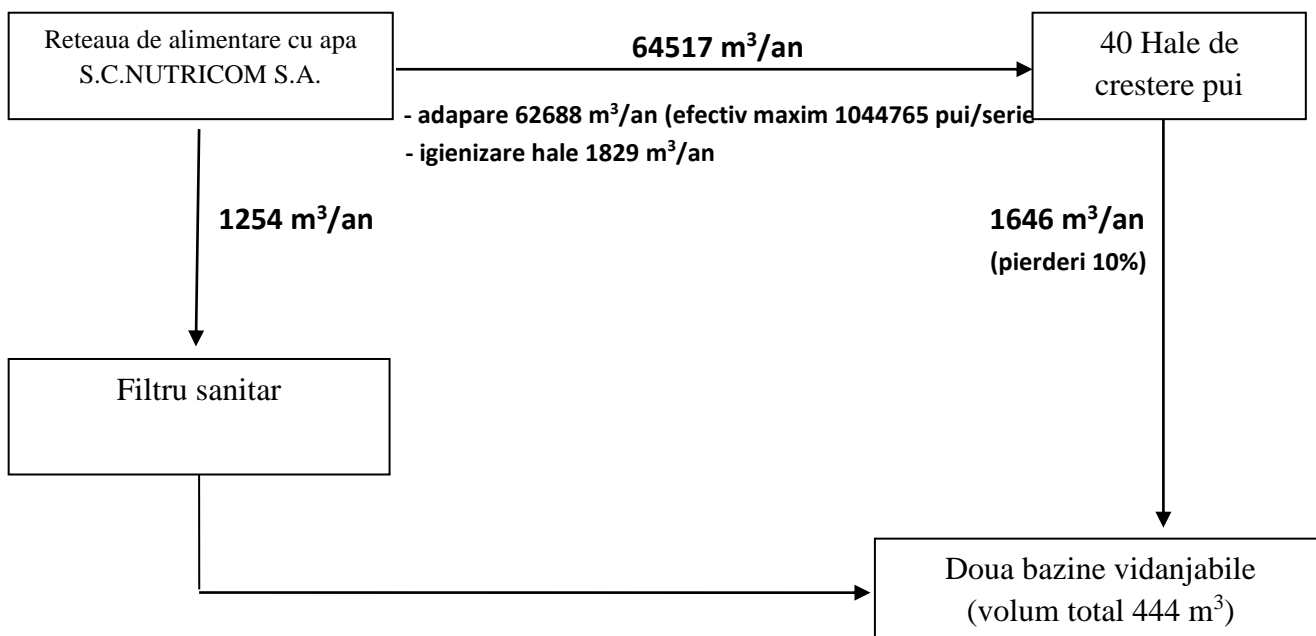 Reteaua de alimentare cu apa
S.C.NUTRICOM S.A.
64517 m³/an
40 Hale de
crestere pui
- adapare 62688 m³/an (efectiv maxim 1044765 pui/serie
- igienizare hale 1829 m³/an
1254 m³/an
1646 m³/an
(pierderi 10%)
Filtru sanitar
Doua bazine vidanjabile
(volum total 444 m³)